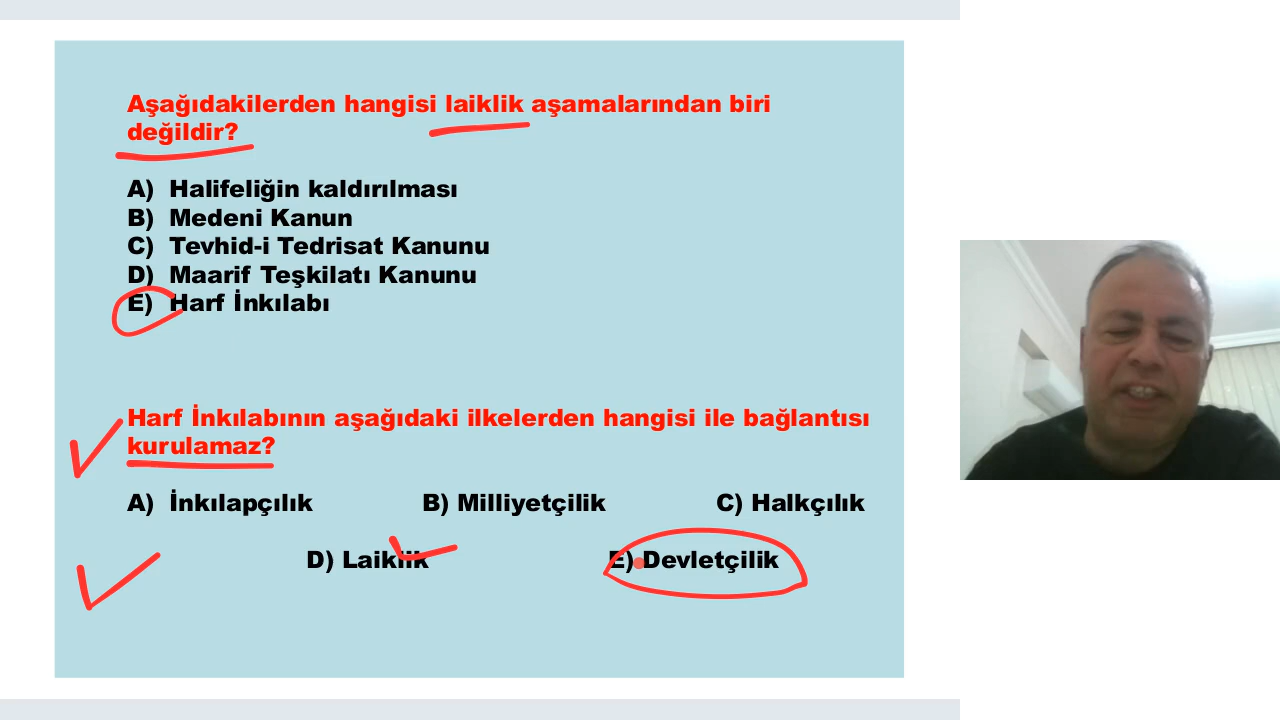 Aşağıdakilerden hangisi laiklik aşamalarından biri
değildir?
A) Halifeliğin kaldırılması
B) Medeni Kanun
C) Tevhid-i Tedrisat Kanunu
D) Maarif Teşkilatı Kanunu
E) Harf İnkılabı
Harf İnkılabının aşağıdaki ilkelerden hangisi ile bağlantısı
kurulamaz?
A) İnkılapçılık B) Milliyetçilik C) Halkçılık
D) Laiklik E) Devletçilik